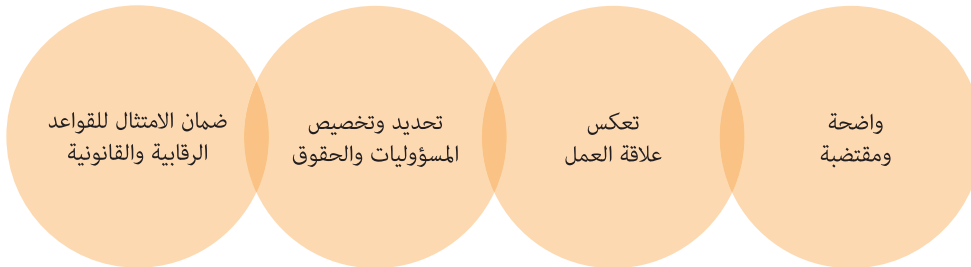 واضحة
ومقتضبة
تعكس
علاقة العمل
تحديد وتخصيص
المسؤوليات والحقوق
ضمان الامتثال للقواعد
الرقابية والقانونية